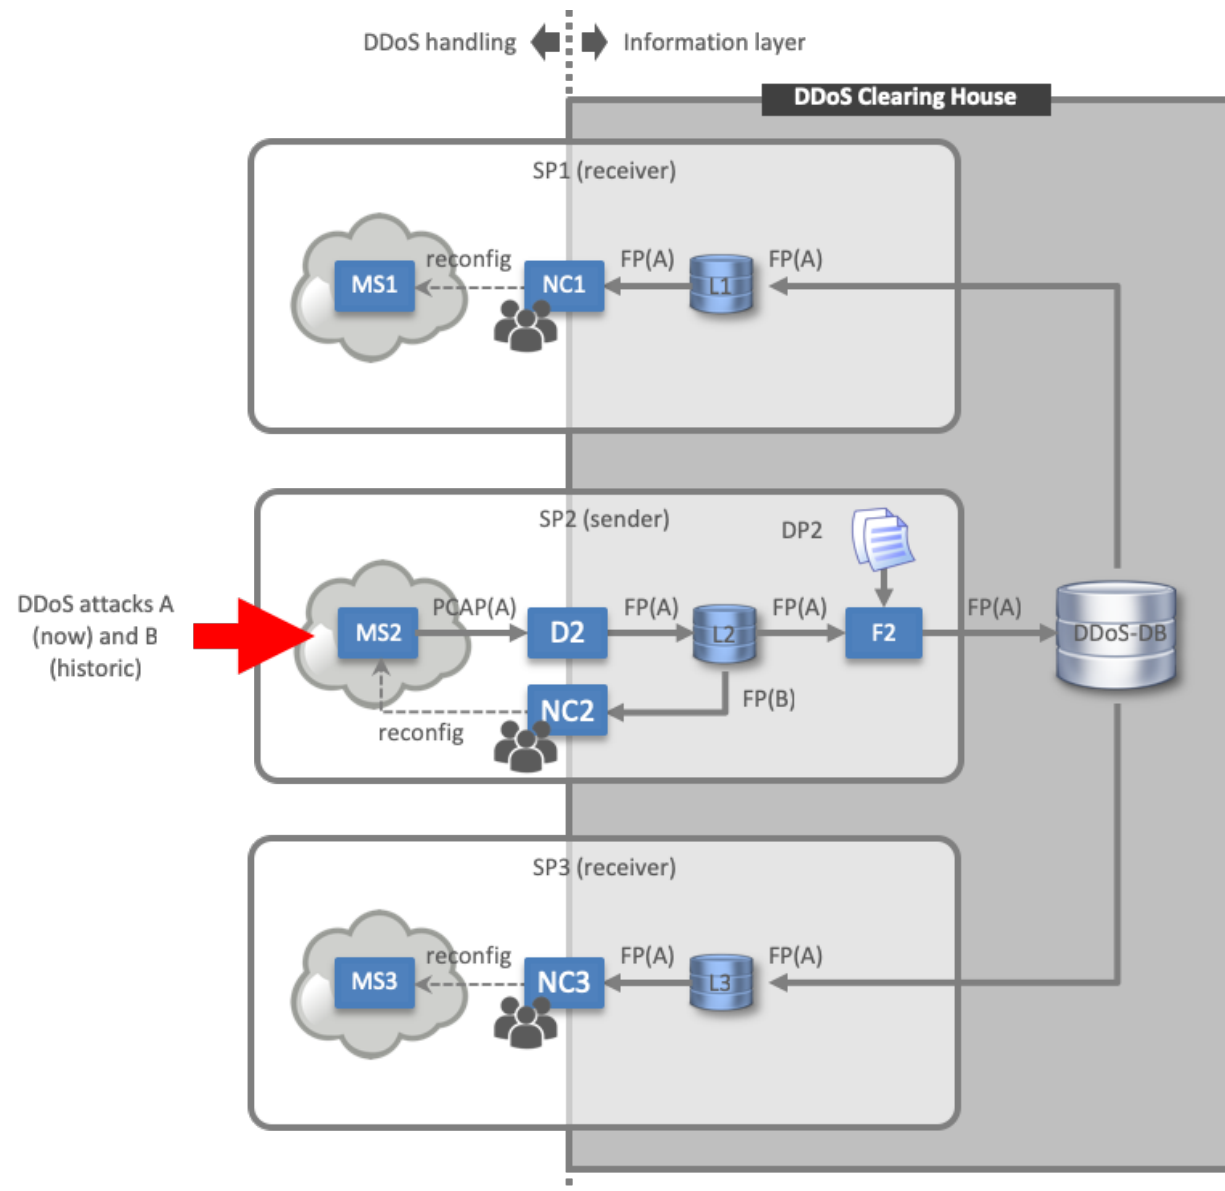 DDoS handling
Information layer
DDoS Clearing House
SP1 (receiver)
reconfig
FP(A)
FP(A)
MS1
NC1
L1
SP2 (sender)
DP2
DDoS attacks A
(now) and B
(historic)
PCAP(A)
FP(A)
FP(A)
FP(A)
MS2
D2
L2
F2
DDoS-DB
NC2
FP(B)
reconfig
SP3 (receiver)
reconfig
FP(A)
FP(A)
MS3
NC3
L3